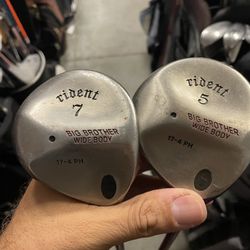 rident
7
BIG BROTHER
WIDE BODY
17-4 PH
rident
5
BIG BROTHER
WIDE BODY
17-4 PH